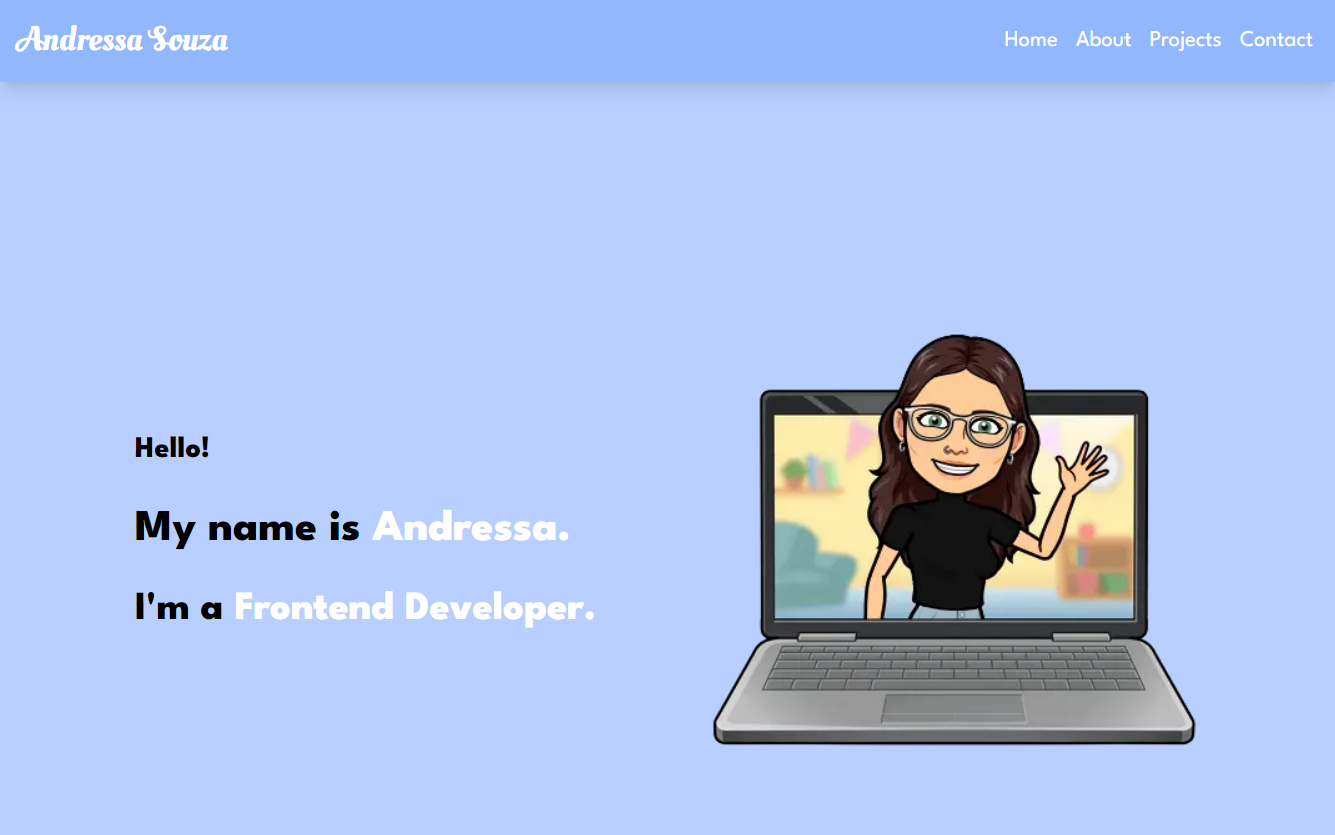 Andressa Souza
Home About Projects Contact
Hello!
My name is Andressa.
I'm a Frontend Developer.